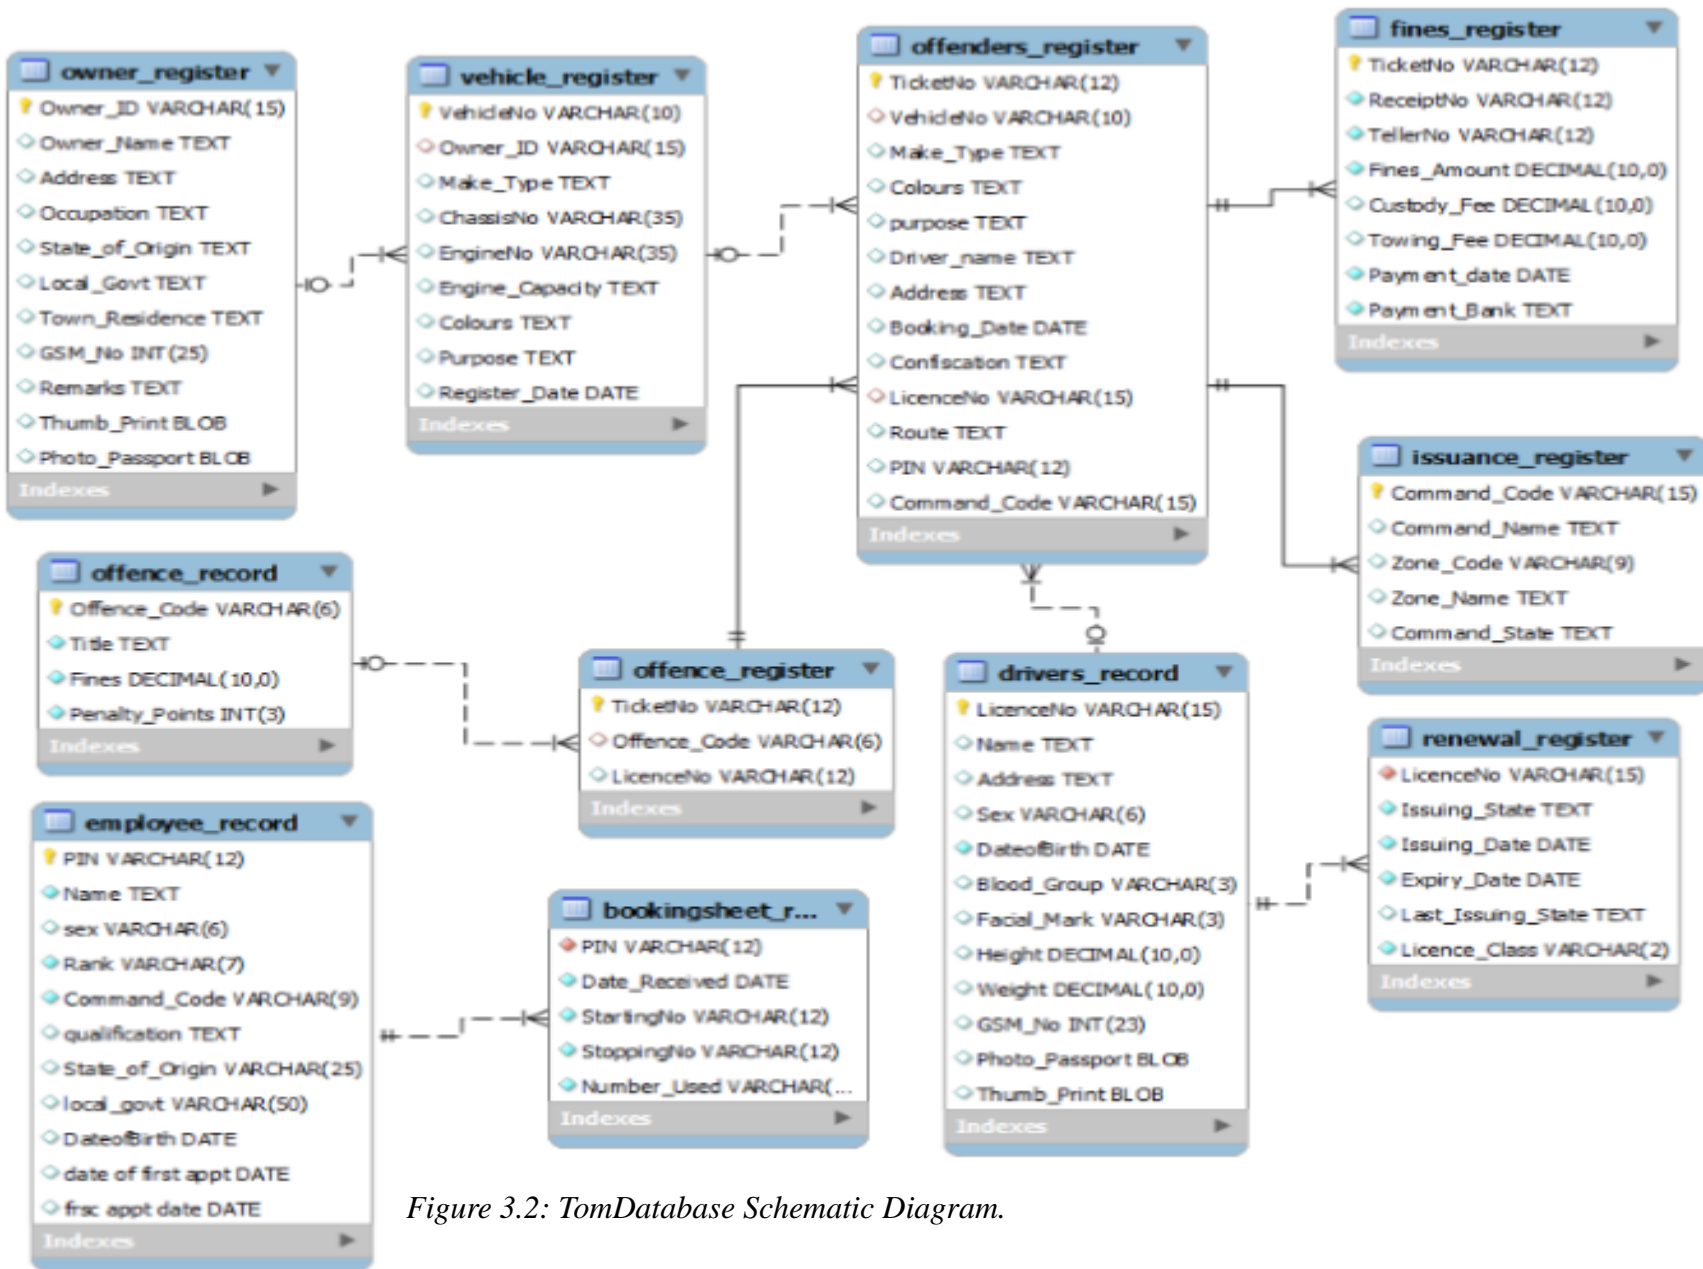 owner_register
Owner_ID VARCHAR(15)
Owner_Name TEXT
Address TEXT
Occupation TEXT
State_of_Origin TEXT
Local_Govt TEXT
Town_Residence TEXT
GSM_No INT(25)
Remarks TEXT
Thumb_Print BLOB
Photo_Passport BLOB
Indexes
vehicle_register
VehicleNo VARCHAR(10)
Owner_ID VARCHAR(15)
Make_Type TEXT
ChassisNo VARCHAR(35)
EngineNo VARCHAR(35)
Engine_Capacity TEXT
Colours TEXT
Purpose TEXT
Register_Date DATE
Indexes
offenders_register
TicketNo VARCHAR(12)
VehicleNo VARCHAR(10)
Make_Type TEXT
Colours TEXT
purpose TEXT
Driver_name TEXT
Address TEXT
Booking_Date DATE
Confiscation TEXT
LicenceNo VARCHAR(15)
Route TEXT
PIN VARCHAR(12)
Command_Code VARCHAR(15)
Indexes
fines_register
TicketNo VARCHAR(12)
ReceiptNo VARCHAR(12)
TellerNo VARCHAR(12)
Fines_Amount DECIMAL(10,0)
Custody_Fee DECIMAL(10,0)
Towing_Fee DECIMAL(10,0)
Payment_date DATE
Payment_Bank TEXT
Indexes
issuance_register
Command_Code VARCHAR(15)
Command_Name TEXT
Zone_Code VARCHAR(9)
Zone_Name TEXT
Command_State TEXT
Indexes
offence_record
Offence_Code VARCHAR(6)
Title TEXT
Fines DECIMAL(10,0)
Penalty_Points INT(3)
Indexes
offence_register
TicketNo VARCHAR(12)
Offence_Code VARCHAR(6)
LicenceNo VARCHAR(12)
Indexes
drivers_record
LicenceNo VARCHAR(15)
Name TEXT
Address TEXT
Sex VARCHAR(6)
DateofBirth DATE
Blood_Group VARCHAR(3)
Facial_Mark VARCHAR(3)
Height DECIMAL(10,0)
Weight DECIMAL(10,0)
GSM_No INT(23)
Photo_Passport BLOB
Thumb_Print BLOB
Indexes
renewal_register
LicenceNo VARCHAR(15)
Issuing_State TEXT
Issuing_Date DATE
Expiry_Date DATE
Last_Issuing_State TEXT
Licence_Class VARCHAR(2)
Indexes
employee_record
PIN VARCHAR(12)
Name TEXT
sex VARCHAR(6)
Rank VARCHAR(7)
Command_Code VARCHAR(9)
qualification TEXT
State_of_Origin VARCHAR(25)
local_govt VARCHAR(50)
DateofBirth DATE
date of first appt DATE
frsc appt date DATE
Indexes
bookingsheet_r...
PIN VARCHAR(12)
Date_Received DATE
StartingNo VARCHAR(12)
StoppingNo VARCHAR(12)
Number_Used VARCHAR(...
Indexes
Figure 3.2: TomDatabase Schematic Diagram.